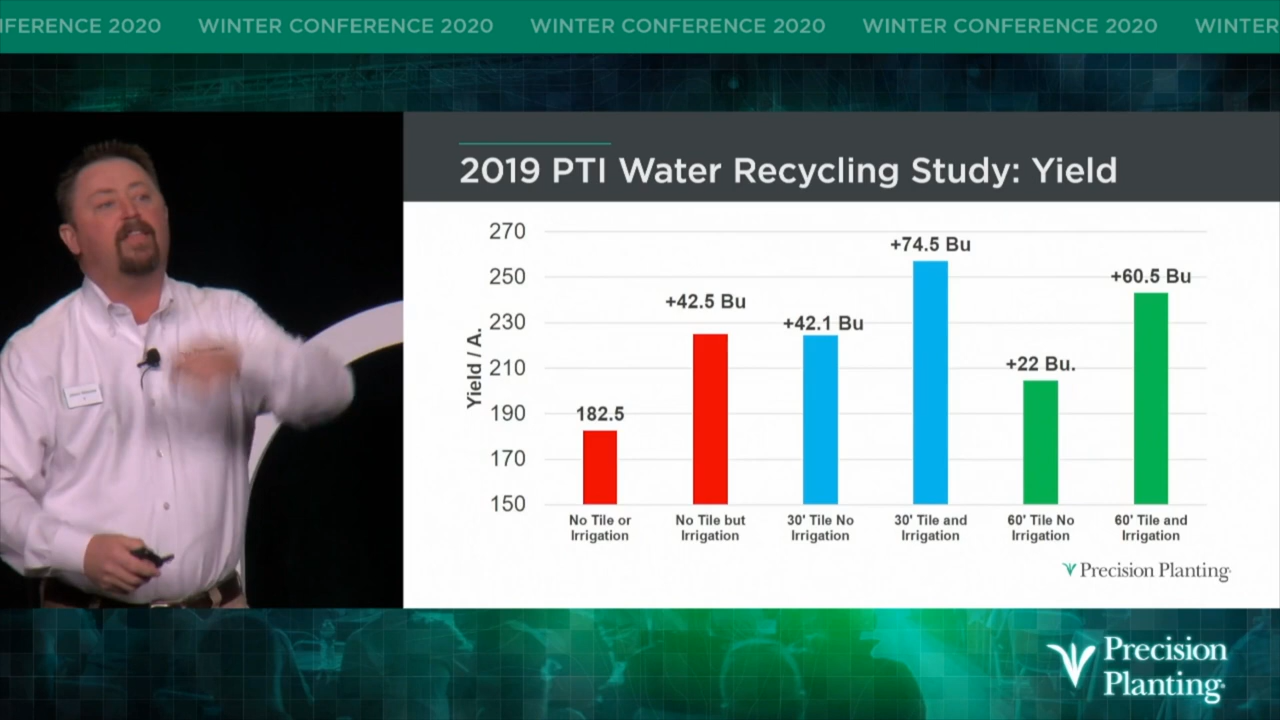 IFERENCE 2020 WINTER CONFERENCE 2020 WINTER CONFERENCE 2020 WINTER CONFERENCE 2020 WINTER
2019 PTI Water Recycling Study: Yield
270
250
230
210
190
170
150
Yield / A.
182.5
+42.5 Bu
+42.1 Bu
+74.5 Bu
+22 Bu.
+60.5 Bu
No Tile or
Irrigation
No Tile but
Irrigation
30' Tile No
Irrigation
30' Tile and
Irrigation
60' Tile No
Irrigation
60' Tile and
Irrigation
Precision Planting
Precision
Planting